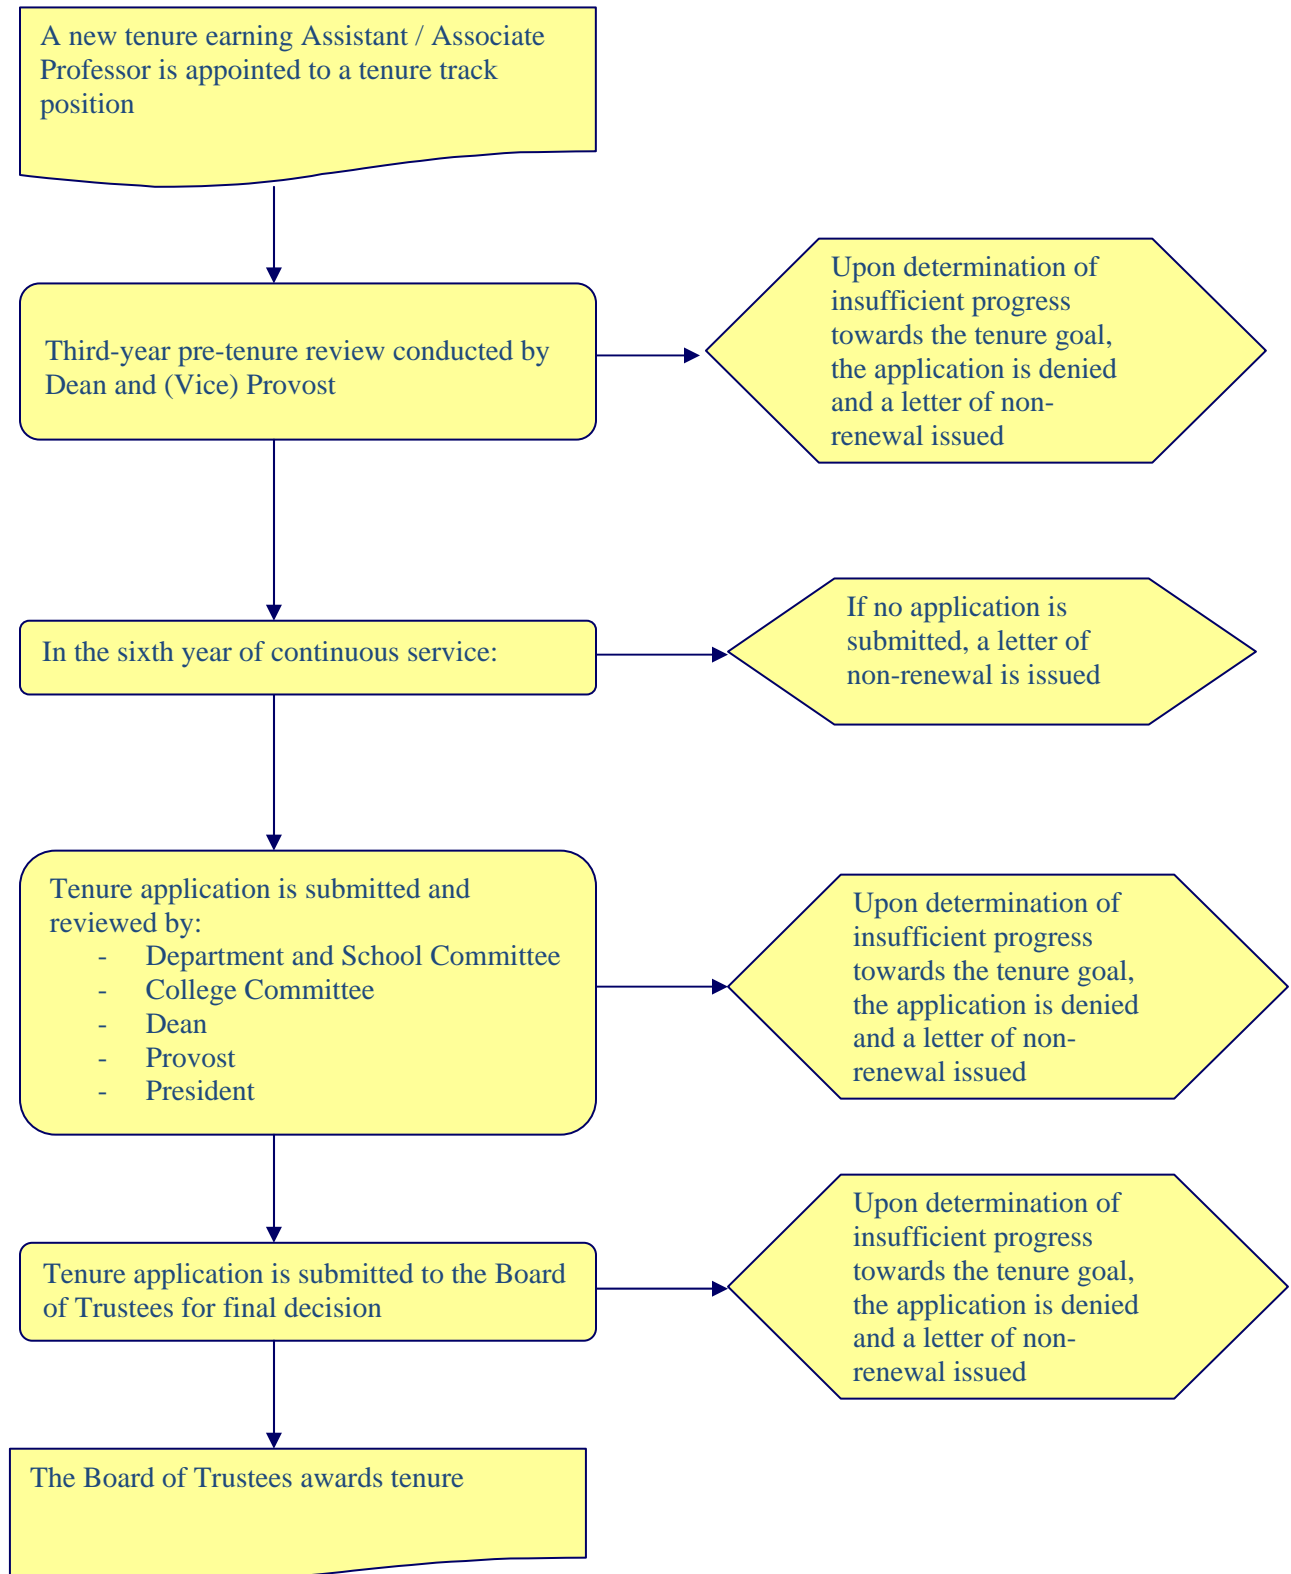 A new tenure earning Assistant / Associate
Professor is appointed to a tenure track
position
Third-year pre-tenure review conducted by
Dean and (Vice) Provost
Upon determination of
insufficient progress
towards the tenure goal,
the application is denied
and a letter of non-
renewal issued
In the sixth year of continuous service:
If no application is
submitted, a letter of
non-renewal is issued
Tenure application is submitted and
reviewed by:
- Department and School Committee
- College Committee
- Dean
- Provost
- President
Upon determination of
insufficient progress
towards the tenure goal,
the application is denied
and a letter of non-
renewal issued
Tenure application is submitted to the Board
of Trustees for final decision
Upon determination of
insufficient progress
towards the tenure goal,
the application is denied
and a letter of non-
renewal issued
The Board of Trustees awards tenure